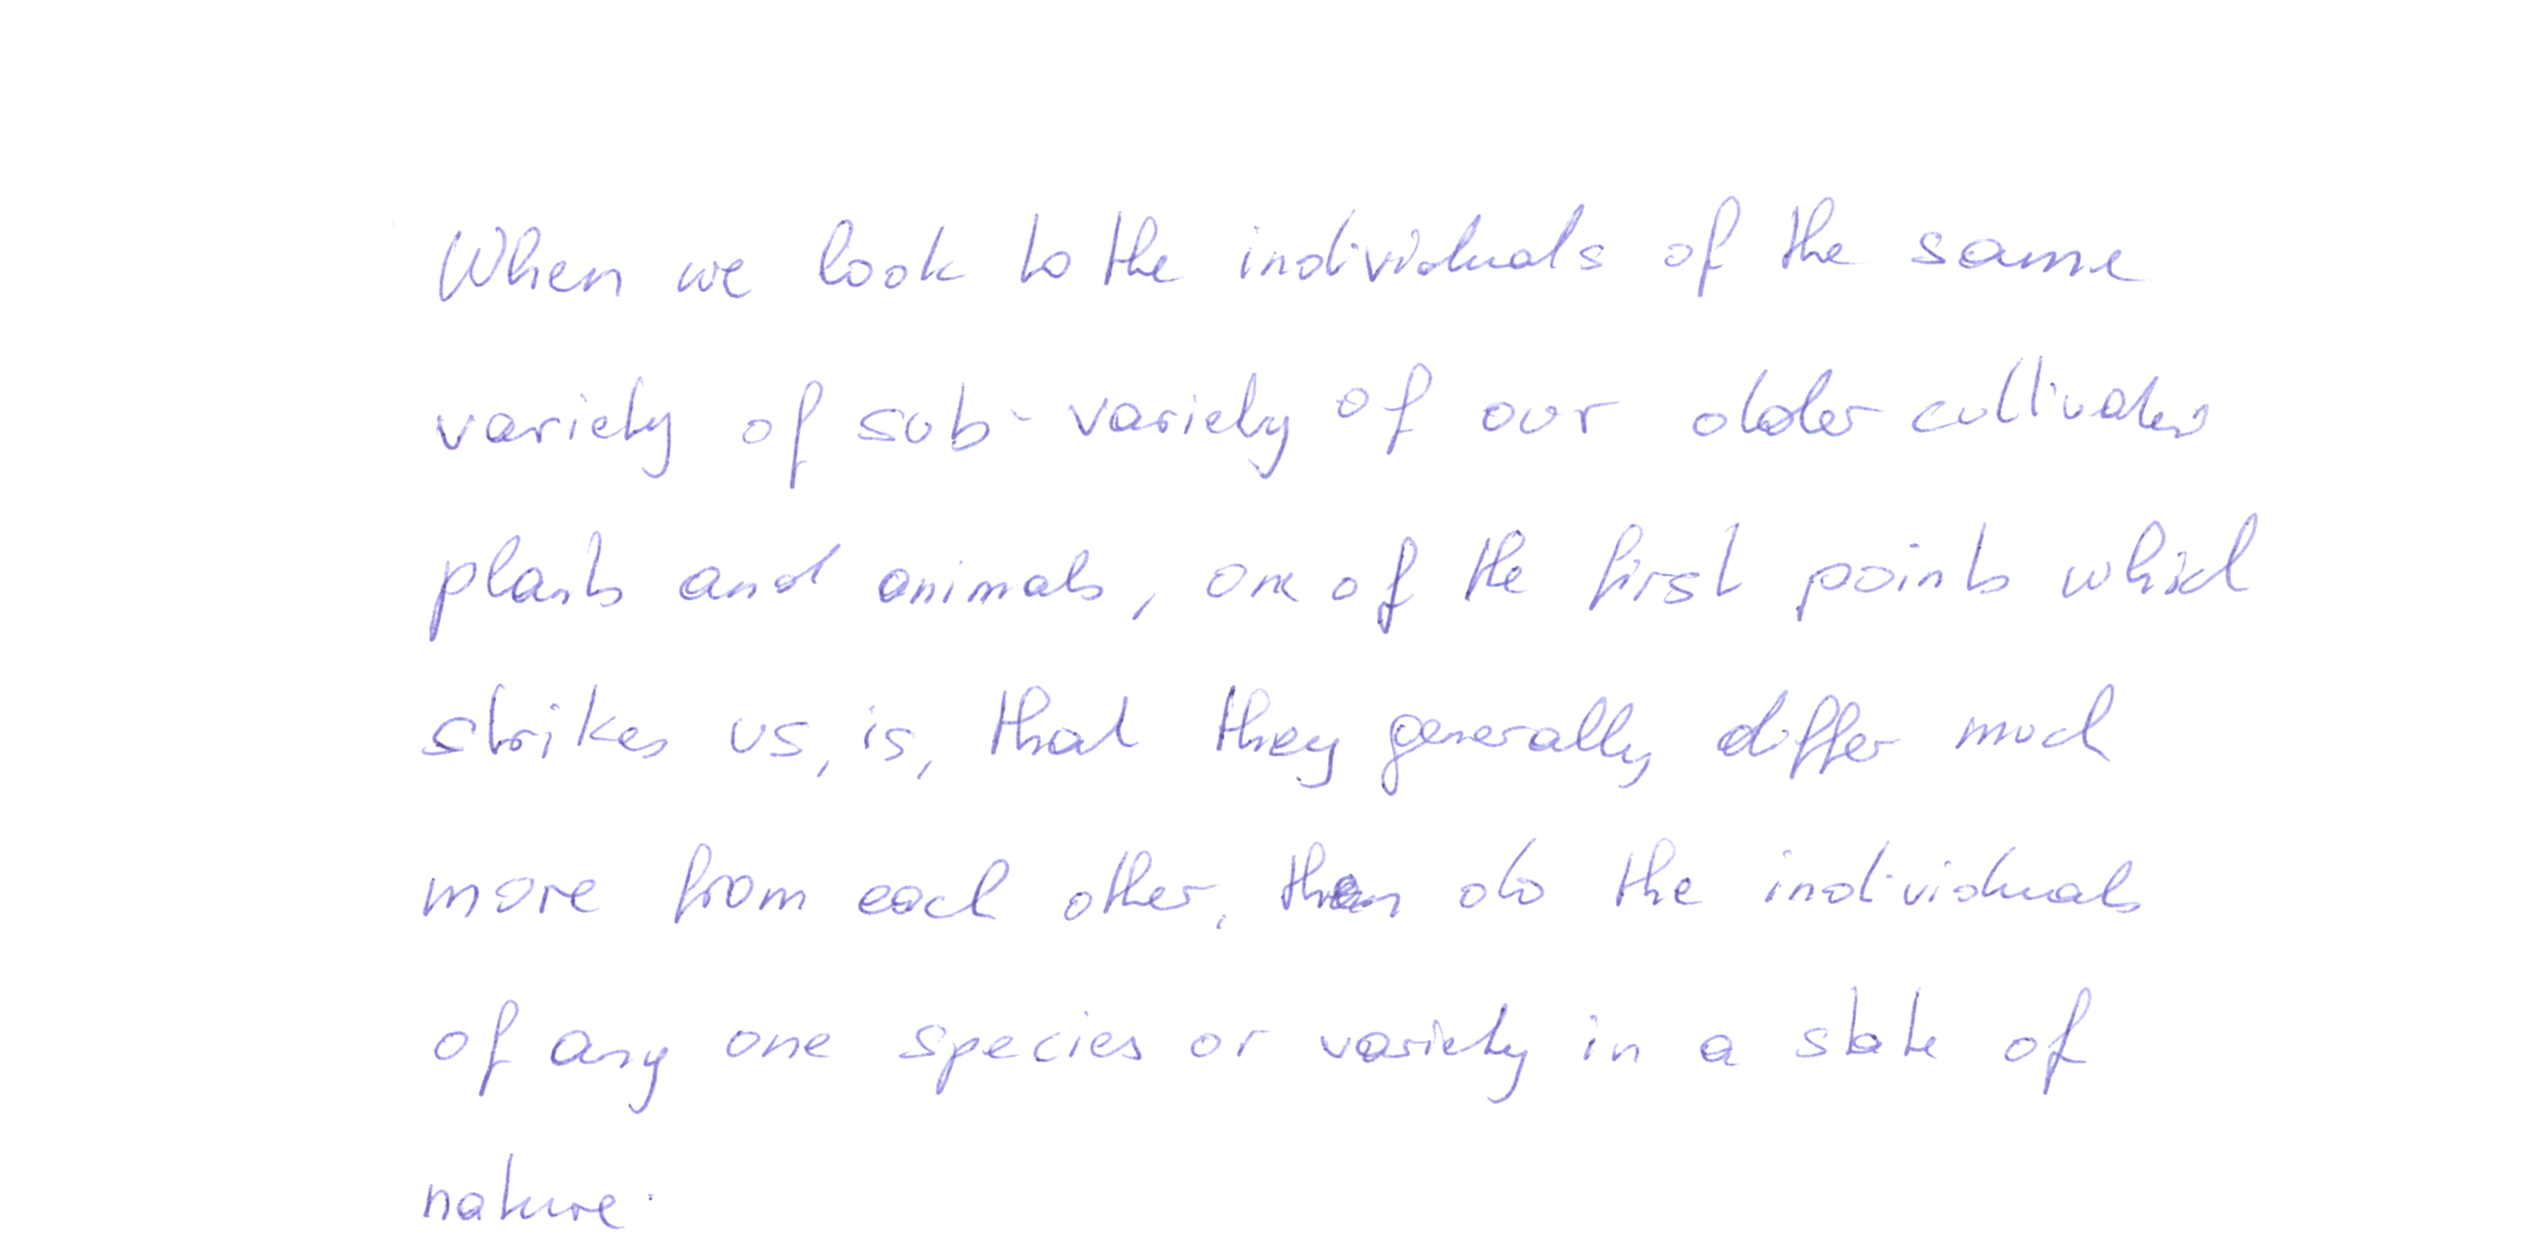 When we look to the individuals of the same
variety of sub-variety of our older cultivates
plants and animals, one of the first points which
strikes us, is, that they generally differ much
more from each other, than do the individuals
of any one species or variety in a state of
nature.